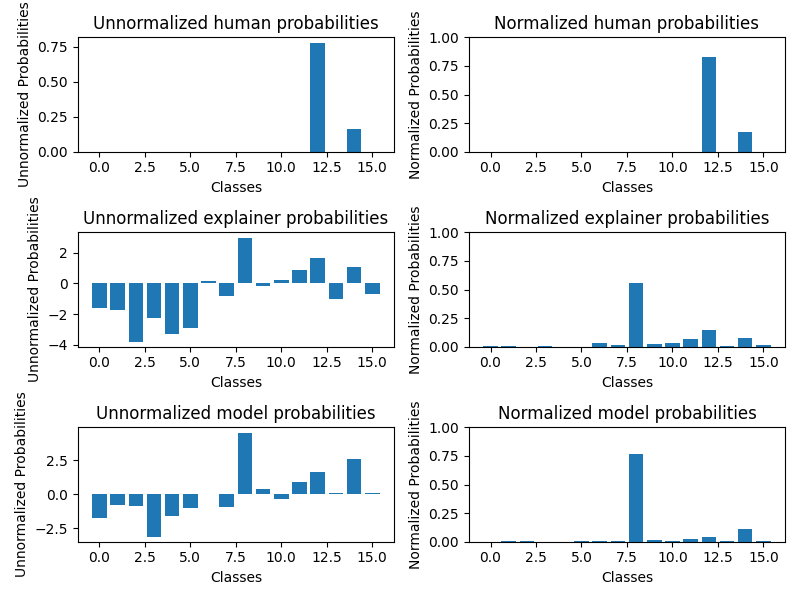 Unnormalized human probabilities
Unnormalized Probabilities
0.75
0.50
0.25
0.00
0.0 2.5 5.0 7.5 10.0 12.5 15.0
Classes
Normalized human probabilities
Normalized Probabilities
1.00
0.75
0.50
0.25
0.00
0.0 2.5 5.0 7.5 10.0 12.5 15.0
Classes
Unnormalized explainer probabilities
Unnormalized Probabilities
2
0
−2
−4
0.0 2.5 5.0 7.5 10.0 12.5 15.0
Classes
Normalized explainer probabilities
Normalized Probabilities
1.00
0.75
0.50
0.25
0.00
0.0 2.5 5.0 7.5 10.0 12.5 15.0
Classes
Unnormalized model probabilities
Unnormalized Probabilities
2.5
0.0
−2.5
0.0 2.5 5.0 7.5 10.0 12.5 15.0
Classes
Normalized model probabilities
Normalized Probabilities
1.00
0.75
0.50
0.25
0.00
0.0 2.5 5.0 7.5 10.0 12.5 15.0
Classes